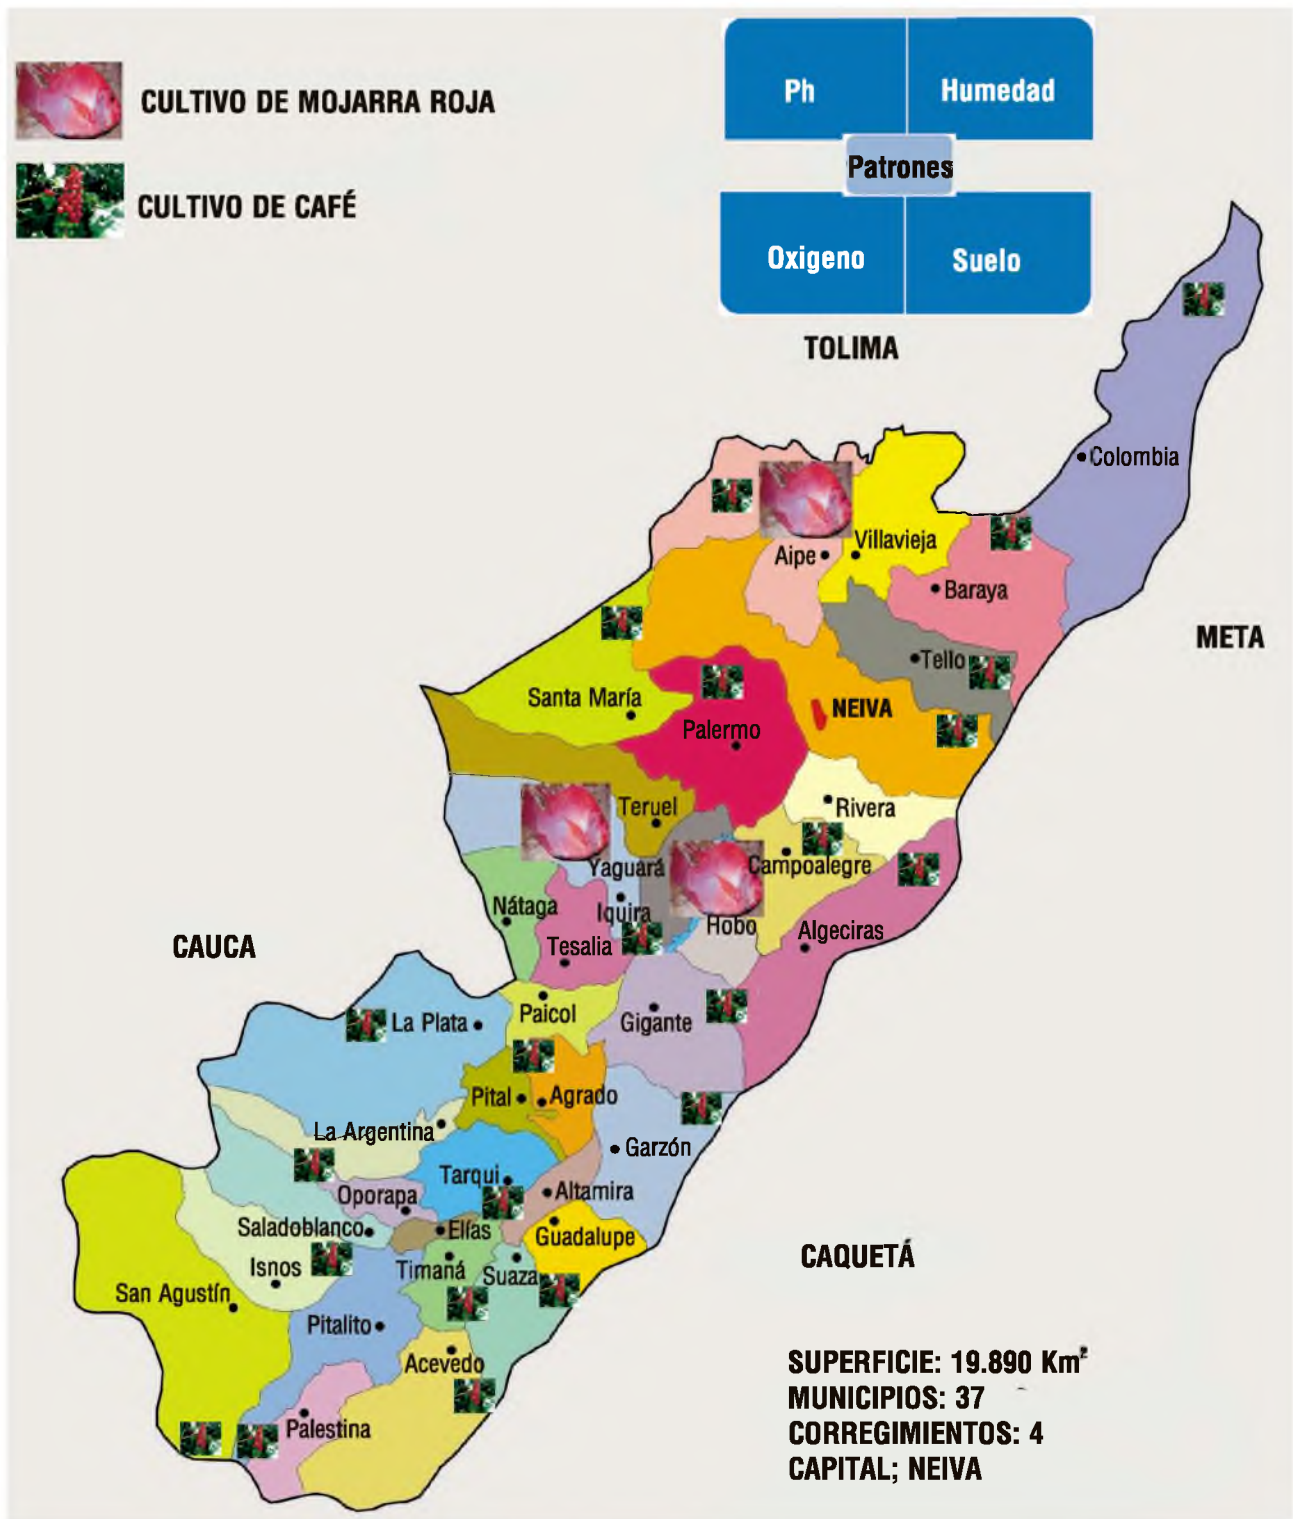 CULTIVO DE MOJARRA ROJA
CULTIVO DE CAFÉ
Ph
Humedad
Patrones
Oxigeno
Suelo
TOLIMA
Colombia
Villavieja
Aipe
Baraya
META
Tello
Santa María
NEIVA
Palermo
Teruel
Rivera
Yaguará
Campoalegre
Nátaga
Iquira
Hobo
Algeciras
CAUCA
Tesalia
Paicol
La Plata
Gigante
Pital
Agrado
La Argentina
Garzón
Tarqui
Altamira
Oporapa
Saladoblanco
Elías
Guadalupe
Isnos
Timaná
Suaza
CAQUETÁ
San Agustín
Pitalito
Acevedo
Palestina
SUPERFICIE: 19.890 Km²
MUNICIPIOS: 37
CORREGIMIENTOS: 4
CAPITAL; NEIVA